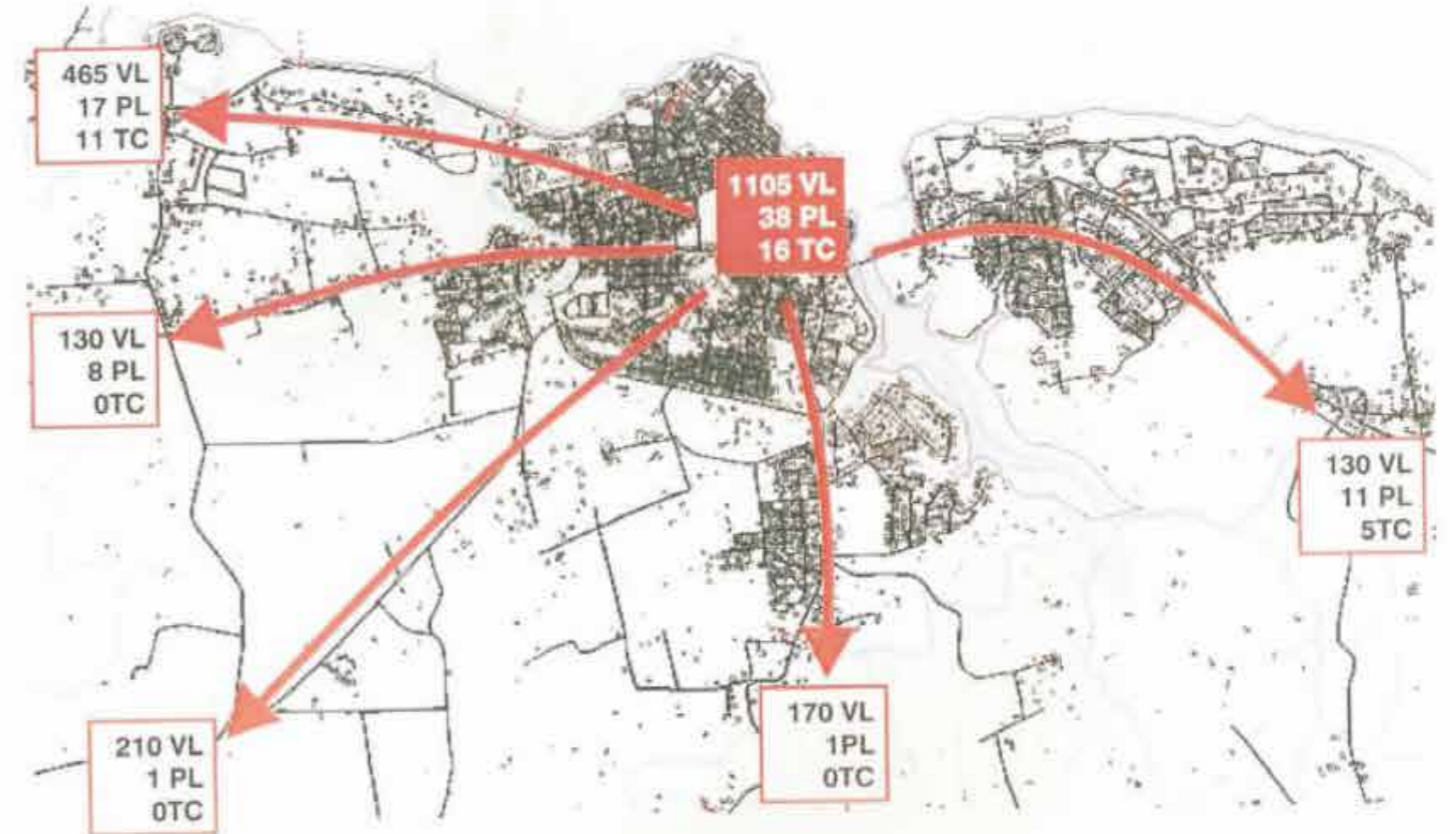 465 VL
17 PL
11 TC
1105 VL
38 PL
16 TC
130 VL
8 PL
0TC
130 VL
11 PL
5TC
210 VL
1 PL
0TC
170 VL
1PL
0TC